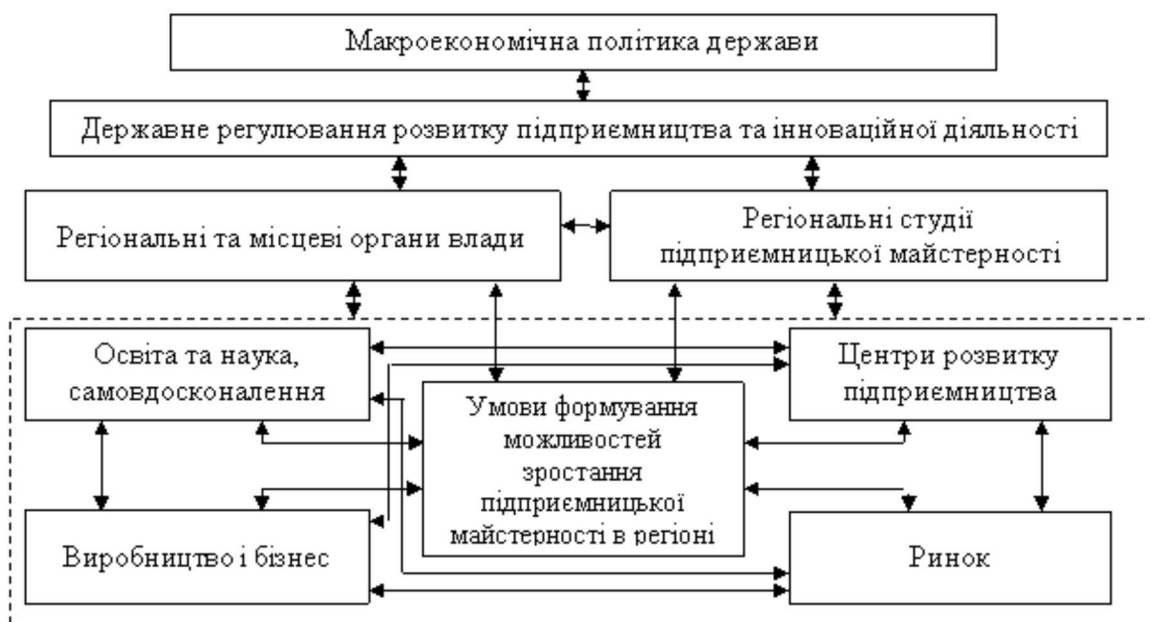 Макроекономічна політика держави
Державне регулювання розвитку підприємництва та інноваційної діяльності
Регіональні та місцеві органи влади
Регіональні студії
підприємницької майстерності
Освіта та наука,
самовдосконалення
Центри розвитку
підприємництва
Умови формування
можливостей
зростання
підприємницької
майстерності в регіоні
Виробництво і бізнес
Ринок